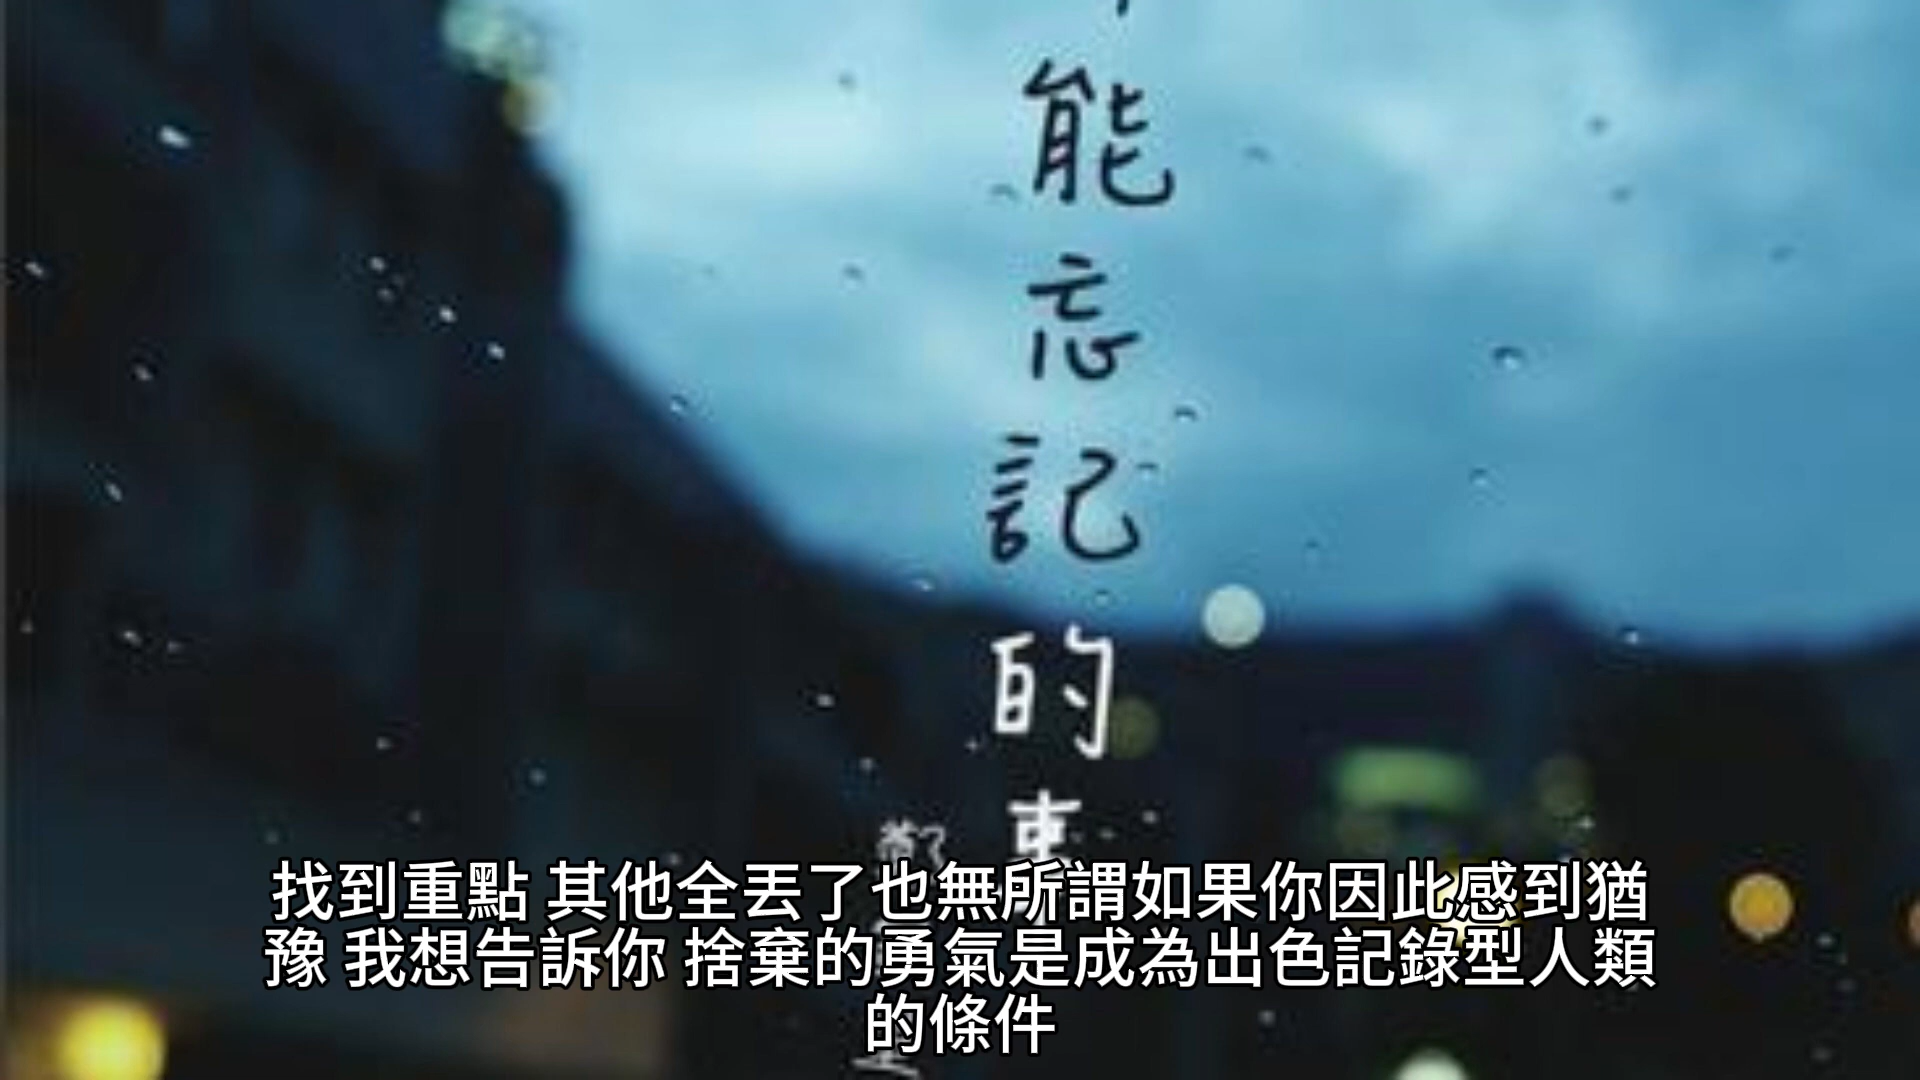 能忘記的事
找到重點 其他全丟了也無所謂如果你因此感到猶
豫 我想告訴你 捨棄的勇氣是成為出色記錄型人類
的條件